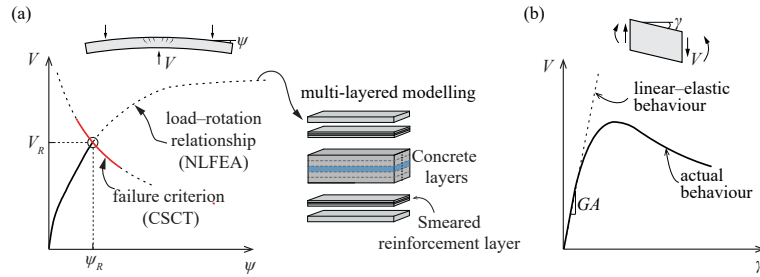 (a)
ψ
V
V
V_R
load–rotation
relationship
(NLFEA)
failure criterion
(CSCT)
ψ_R
ψ
multi-layered modelling
Concrete
layers
Smeared
reinforcement layer
(b)
γ
V
V
linear–elastic
behaviour
actual
behaviour
GA
γ